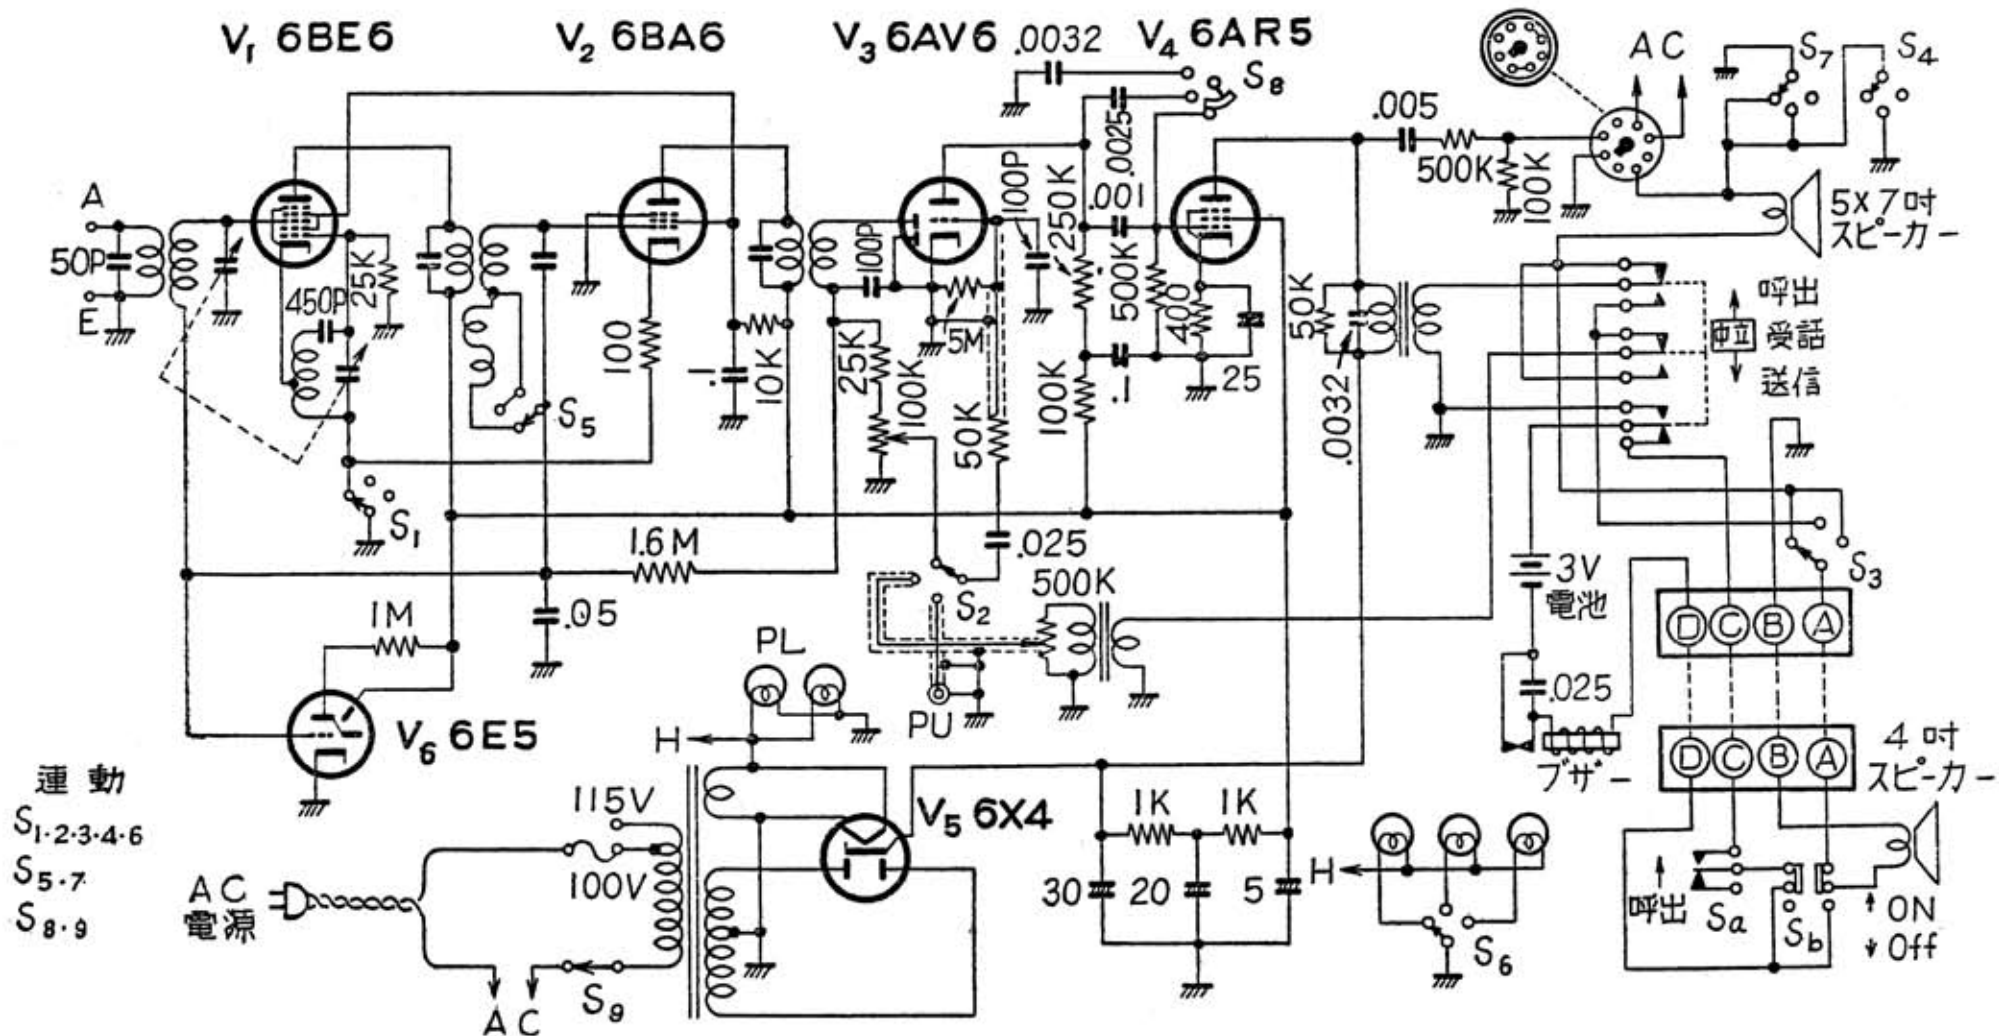 V₁ 6BE6
V₂ 6BA6
V₃ 6AV6
V₄ 6AR5
.0032
S₈
AC
S₇
S₄
A
50P
E
450P
25K
100
.1
10K
S₅
S₁
100P
25K
100K
5M
50K
100P
250K
.0025
.001
500K
400
.1
100K
25
.005
500K
100K
50K
.0032
5X7吋
スピーカー
呼出
中立
受話
送信
1.6M
.05
1M
V₆ 6E5
.025
S₂
500K
PU
PL
H
3V
電池
.025
ブザー
S₃
D C B A
D C B A
4吋
スピーカー
連動
S₁.₂.₃.₄.₆
S₅.₇
S₈.₉
AC
電源
115V
100V
S₉
AC
V₅ 6X4
1K
1K
30
20
5
H
S₆
呼出
Sa
Sb
ON
Off